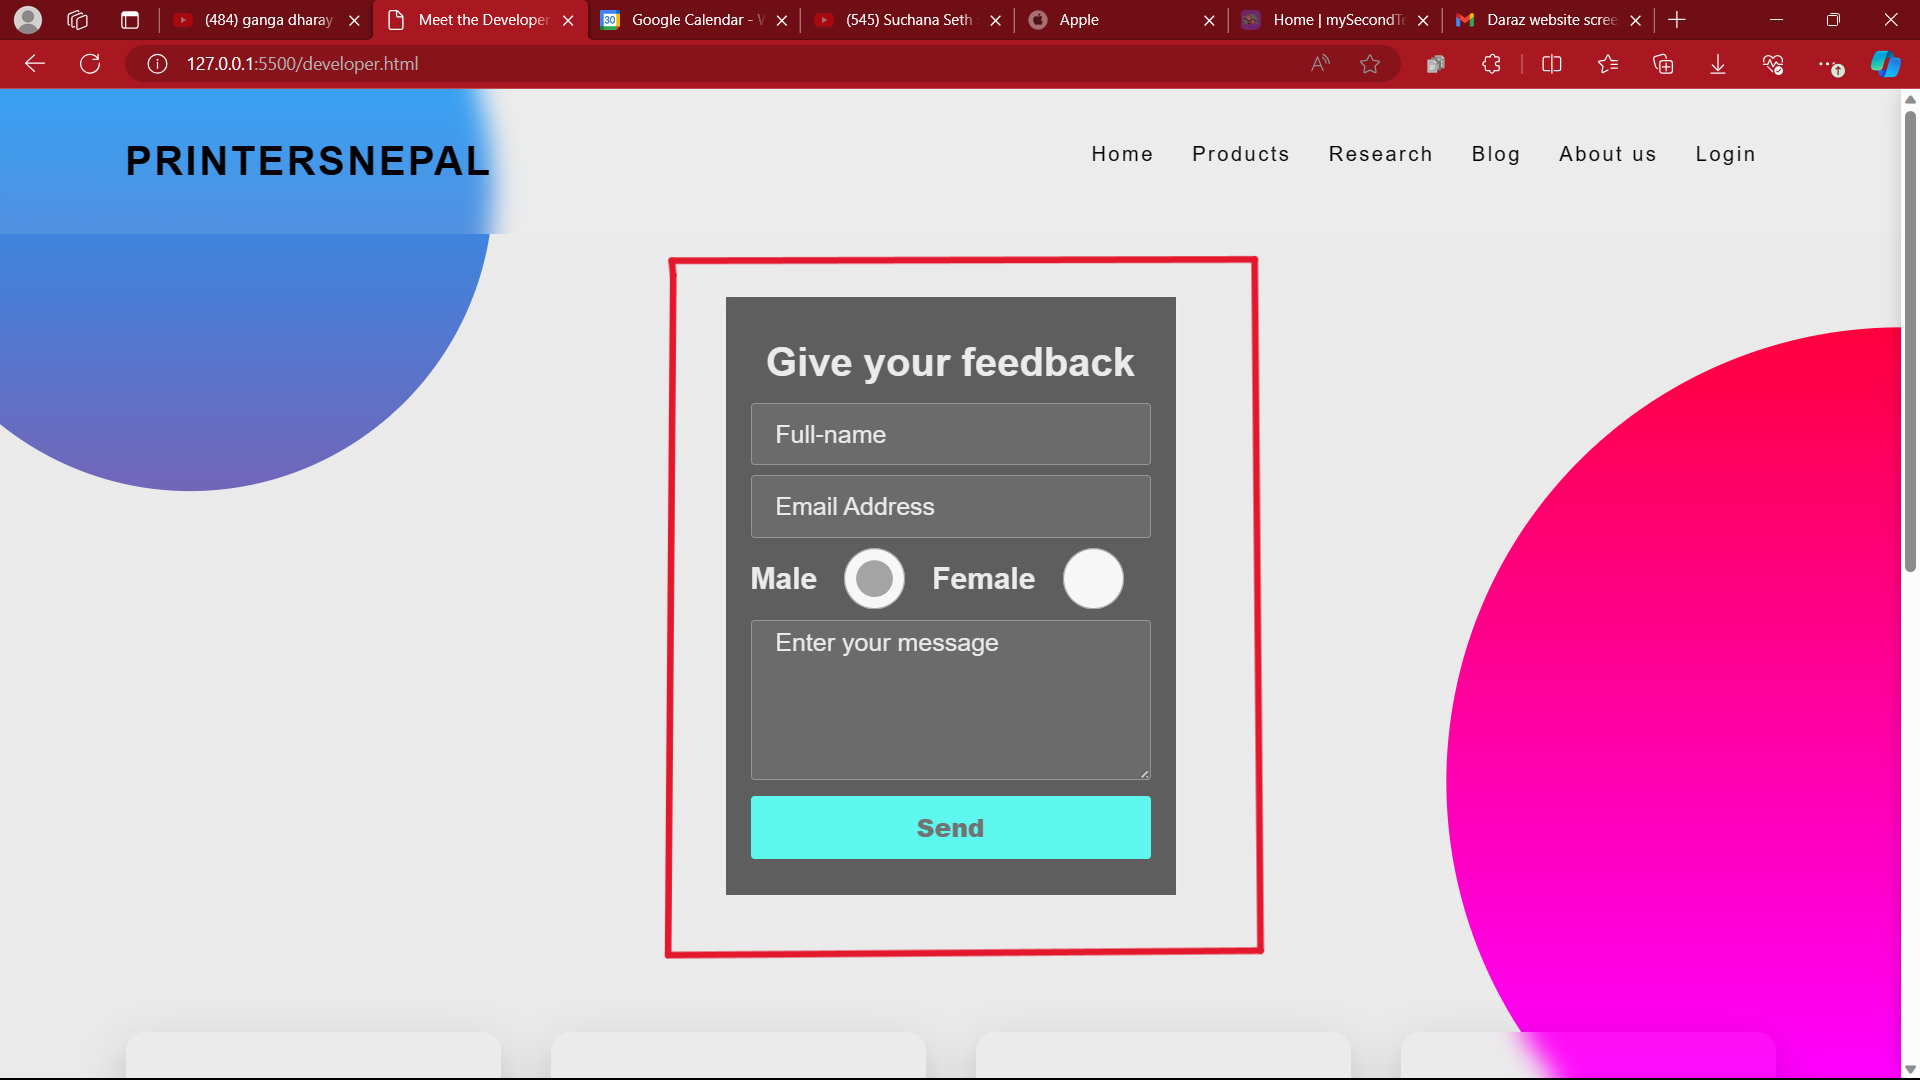 (484) ganga dharay
Meet the Developer
30
Google Calendar -
(545) Suchana Seth
Apple
Home | mySecondTe
Daraz website scree
127.0.0.1:5500/developer.html
PRINTERSNEPAL
Home Products Research Blog About us Login
Give your feedback
Full-name
Email Address
Male Female
Enter your message
Send